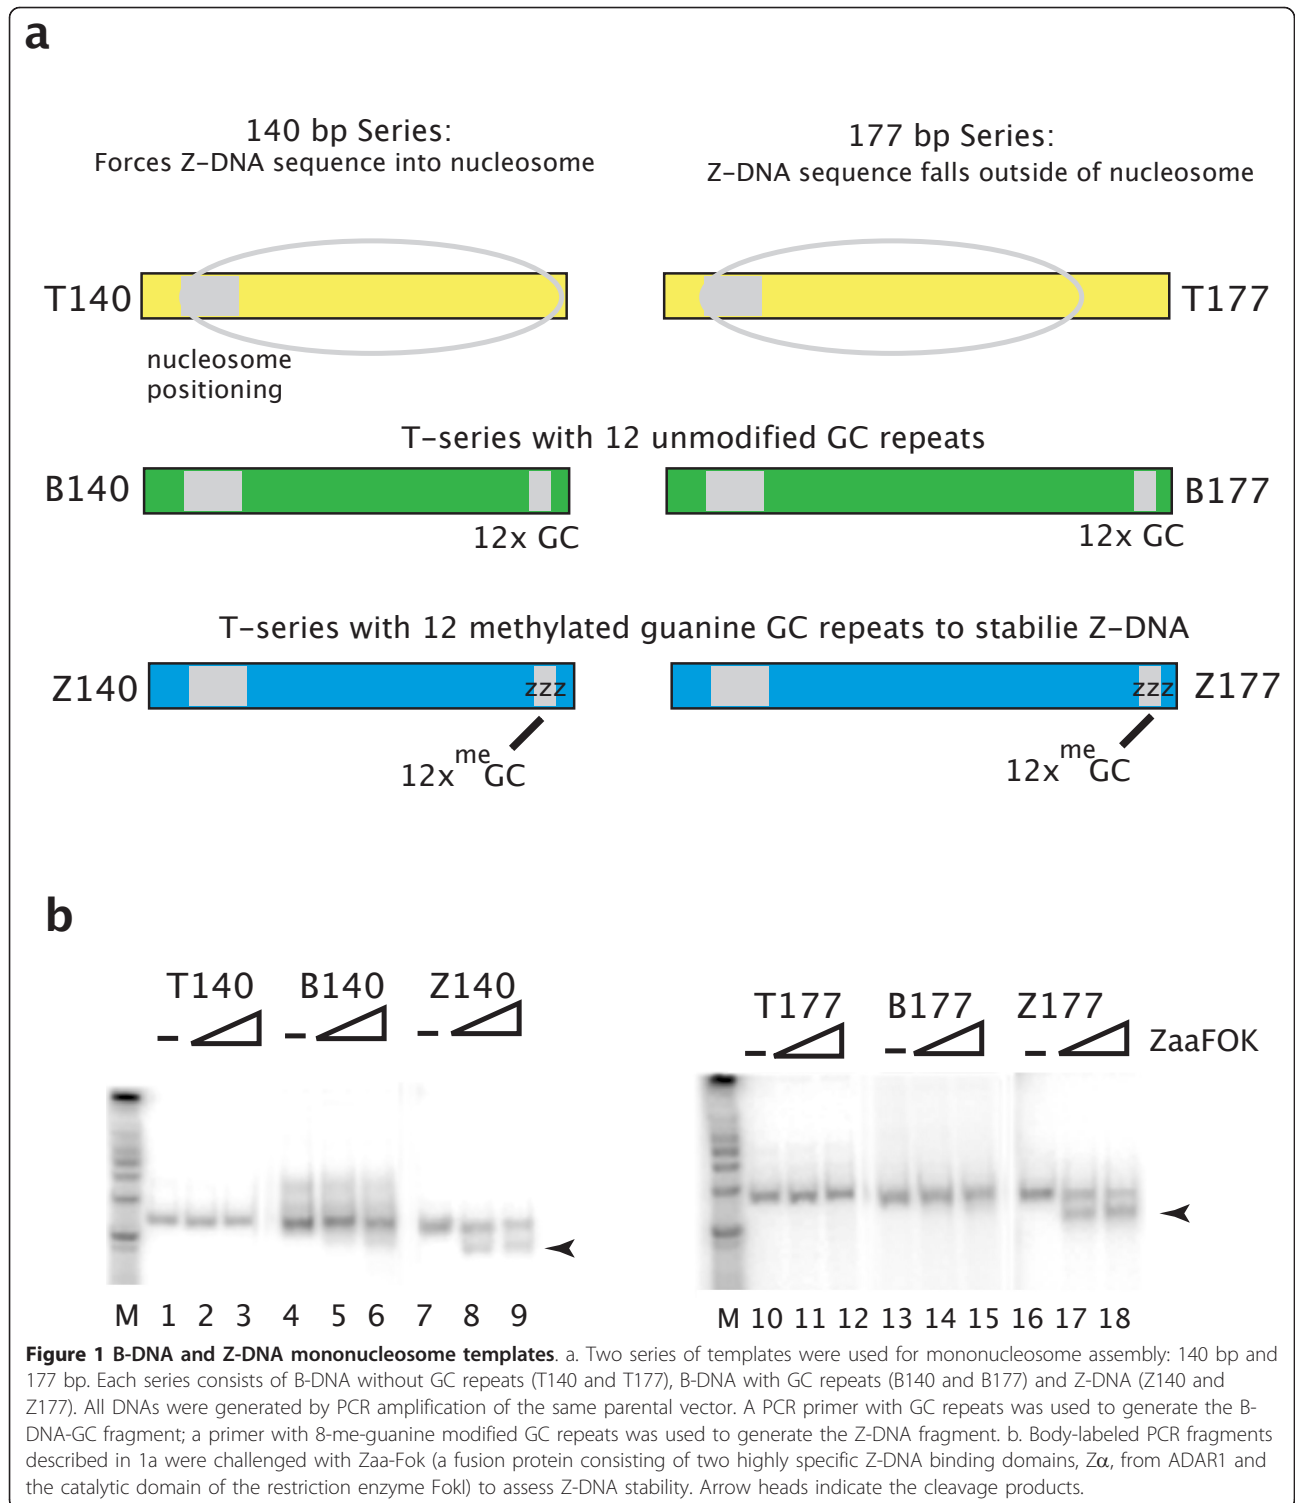 a
140 bp Series:
Forces Z-DNA sequence into nucleosome
177 bp Series:
Z-DNA sequence falls outside of nucleosome
T140
T177
nucleosome
positioning
T-series with 12 unmodified GC repeats
B140
B177
12x GC
12x GC
T-series with 12 methylated guanine GC repeats to stabilie Z-DNA
Z140
zzz
zzz
Z177
12x me GC
12x me GC
b
T140 B140 Z140
– – –
T177 B177 Z177
– – –
ZaaFOK
M 1 2 3 4 5 6 7 8 9
M 10 11 12 13 14 15 16 17 18
Figure 1 B-DNA and Z-DNA mononucleosome templates. a. Two series of templates were used for mononucleosome assembly: 140 bp and
177 bp. Each series consists of B-DNA without GC repeats (T140 and T177), B-DNA with GC repeats (B140 and B177) and Z-DNA (Z140 and
Z177). All DNAs were generated by PCR amplification of the same parental vector. A PCR primer with GC repeats was used to generate the B-
DNA-GC fragment; a primer with 8-me-guanine modified GC repeats was used to generate the Z-DNA fragment. b. Body-labeled PCR fragments
described in 1a were challenged with Zaa-Fok (a fusion protein consisting of two highly specific Z-DNA binding domains, Zα, from ADAR1 and
the catalytic domain of the restriction enzyme FokI) to assess Z-DNA stability. Arrow heads indicate the cleavage products.